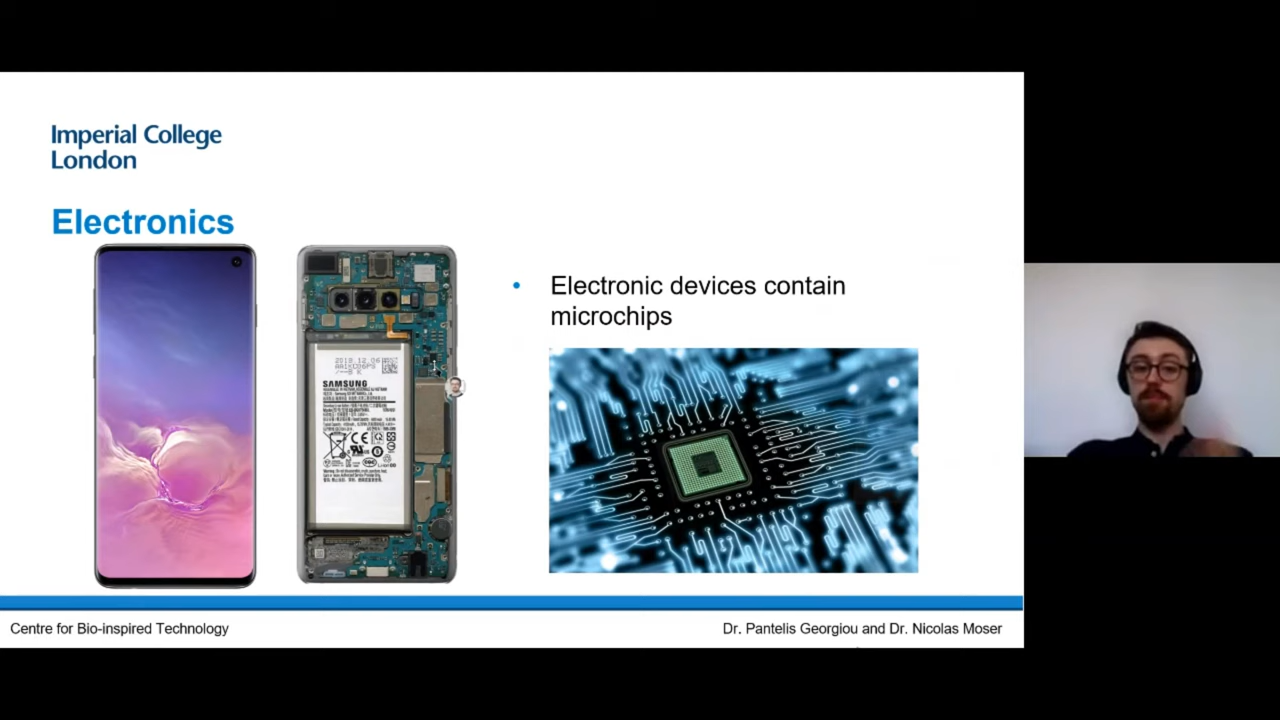 Imperial College
London
Electronics
• Electronic devices contain
microchips
SAMSUNG
Centre for Bio-inspired Technology
Dr. Pantelis Georgiou and Dr. Nicolas Moser